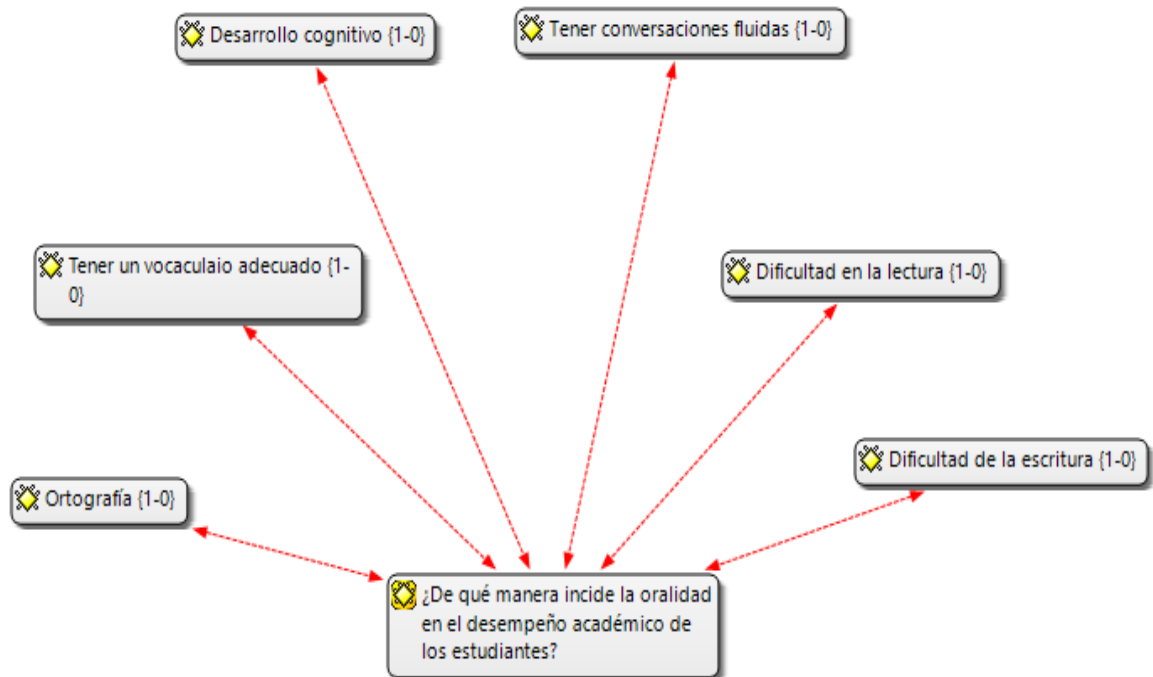 Desarrollo cognitivo {1-0}
Tener conversaciones fluidas {1-0}
Tener un vocaculaio adecuado {1-
0}
Dificultad en la lectura {1-0}
Dificultad de la escritura {1-0}
Ortografía {1-0}
¿De qué manera incide la oralidad
en el desempeño académico de
los estudiantes?